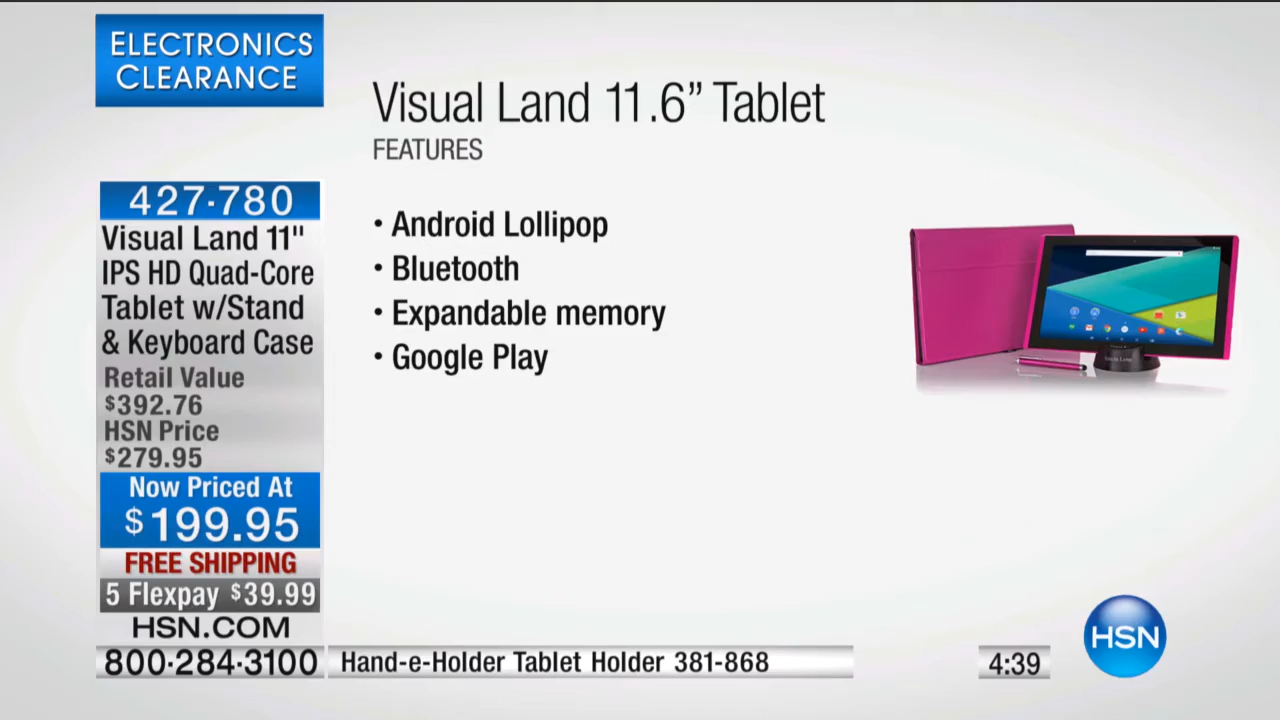 ELECTRONICS
CLEARANCE
Visual Land 11.6” Tablet
FEATURES
• Android Lollipop
• Bluetooth
• Expandable memory
• Google Play
427-780
Visual Land 11"
IPS HD Quad-Core
Tablet w/Stand
& Keyboard Case
Retail Value
$392.76
HSN Price
$279.95
Now Priced At
$199.95
FREE SHIPPING
5 Flexpay $39.99
HSN.COM
800-284-3100
Hand-e-Holder Tablet Holder 381-868
4:39
HSN
VISUAL LAND